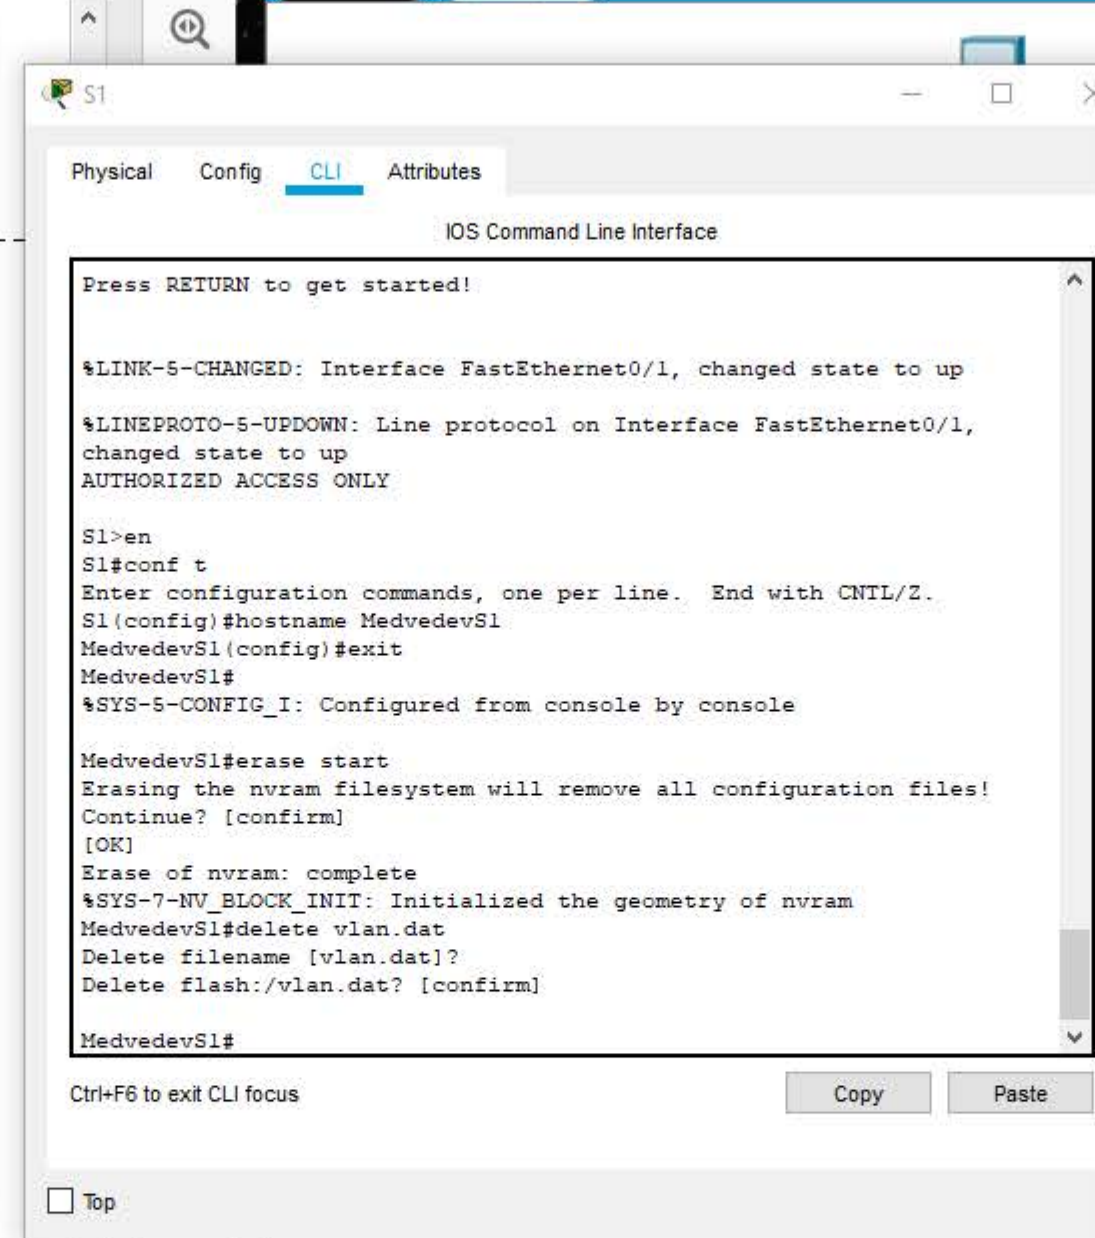 S1
Physical Config CLI Attributes
IOS Command Line Interface
Press RETURN to get started!
%LINK-5-CHANGED: Interface FastEthernet0/1, changed state to up
%LINEPROTO-5-UPDOWN: Line protocol on Interface FastEthernet0/1,
changed state to up
AUTHORIZED ACCESS ONLY
S1>en
S1#conf t
Enter configuration commands, one per line.  End with CNTL/Z.
S1(config)#hostname MedvedevS1
MedvedevS1(config)#exit
MedvedevS1#
%SYS-5-CONFIG_I: Configured from console by console
MedvedevS1#erase start
Erasing the nvram filesystem will remove all configuration files!
Continue? [confirm]
[OK]
Erase of nvram: complete
%SYS-7-NV_BLOCK_INIT: Initialized the geometry of nvram
MedvedevS1#delete vlan.dat
Delete filename [vlan.dat]?
Delete flash:/vlan.dat? [confirm]
MedvedevS1#
Ctrl+F6 to exit CLI focus
Copy Paste
Top